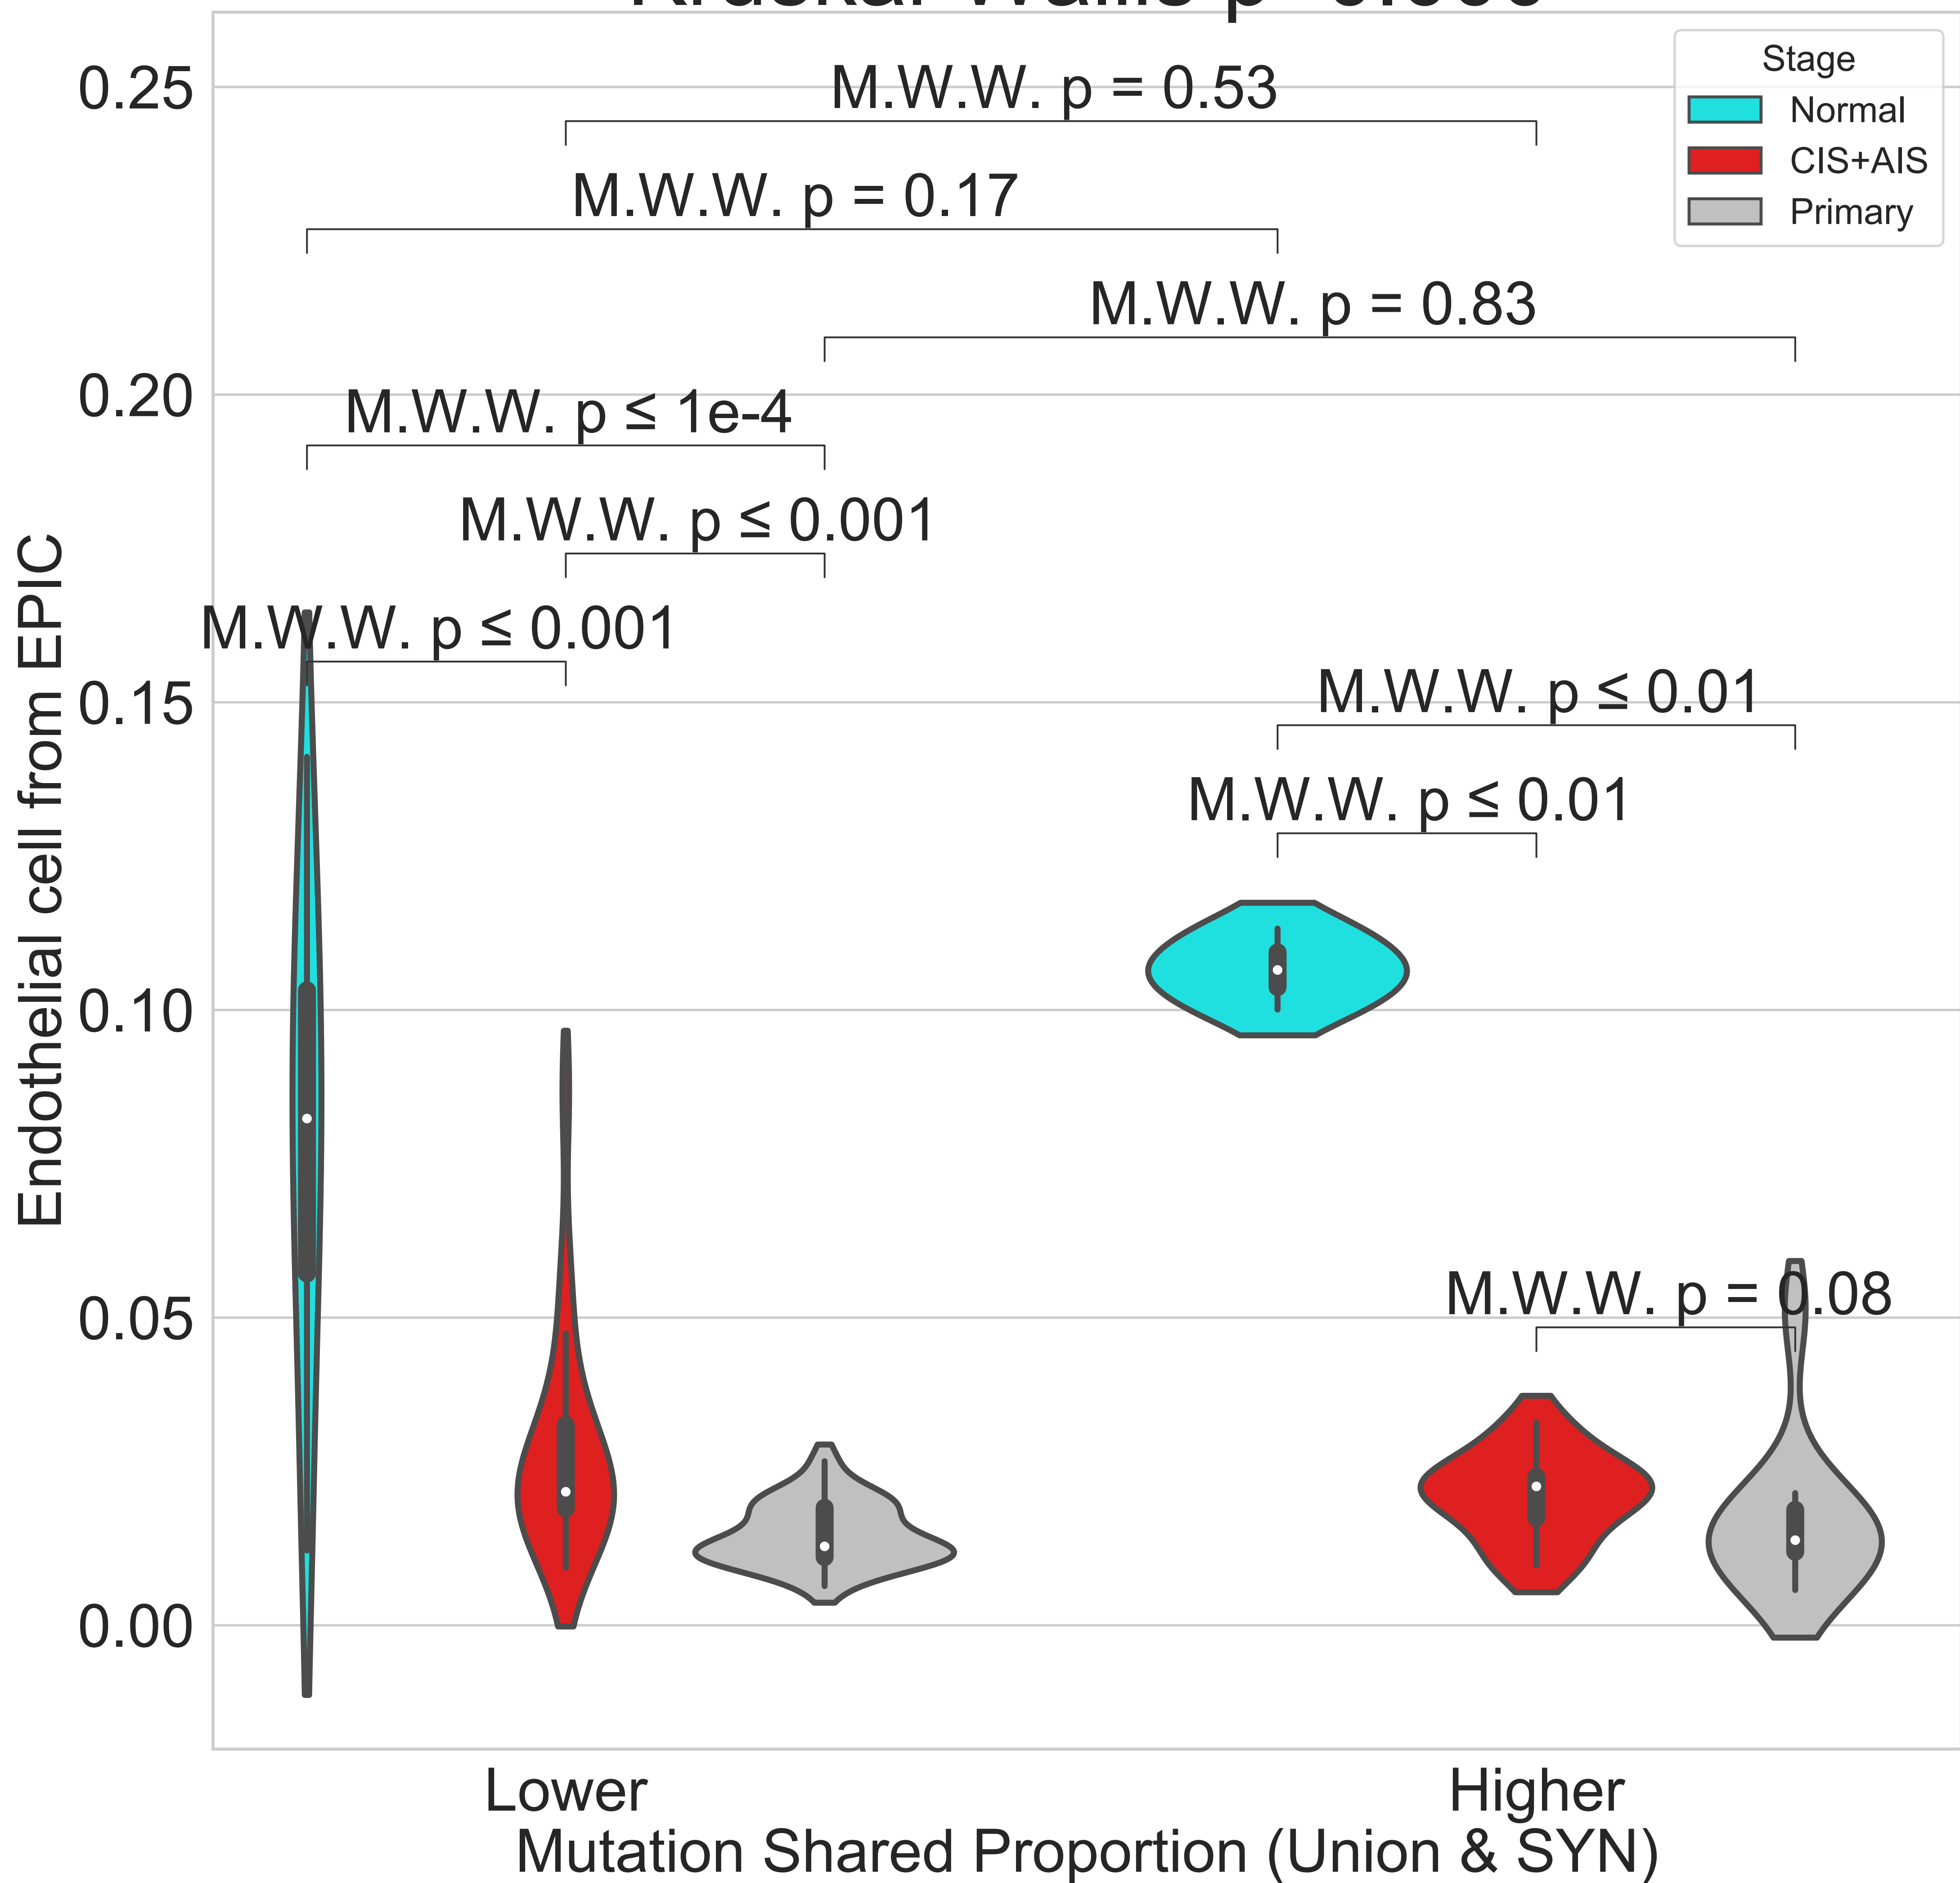 0.25
0.20
0.15
0.10
0.05
0.00
Endothelial cell from EPIC
M.W.W. p = 0.53
M.W.W. p = 0.17
M.W.W. p = 0.83
M.W.W. p ≤ 1e-4
M.W.W. p ≤ 0.001
M.W.W. p ≤ 0.001
M.W.W. p ≤ 0.01
M.W.W. p ≤ 0.01
M.W.W. p = 0.08
Stage
Normal
CIS+AIS
Primary
Lower
Higher
Mutation Shared Proportion (Union & SYN)